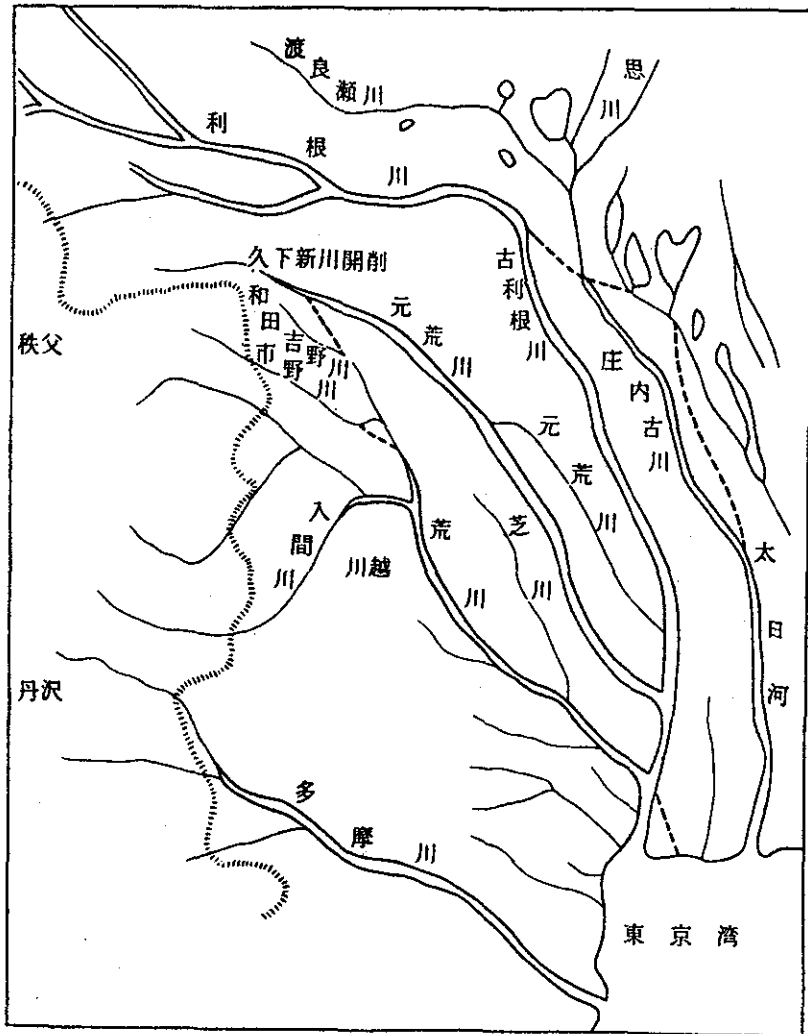 渡良瀬川
思川
利根川
久下新川開削
古利根川
和田吉野川
市野川
元荒川
庄内古川
秩父
元荒川
芝川
入間川
荒川
川越
太日河
丹沢
多摩川
東京湾